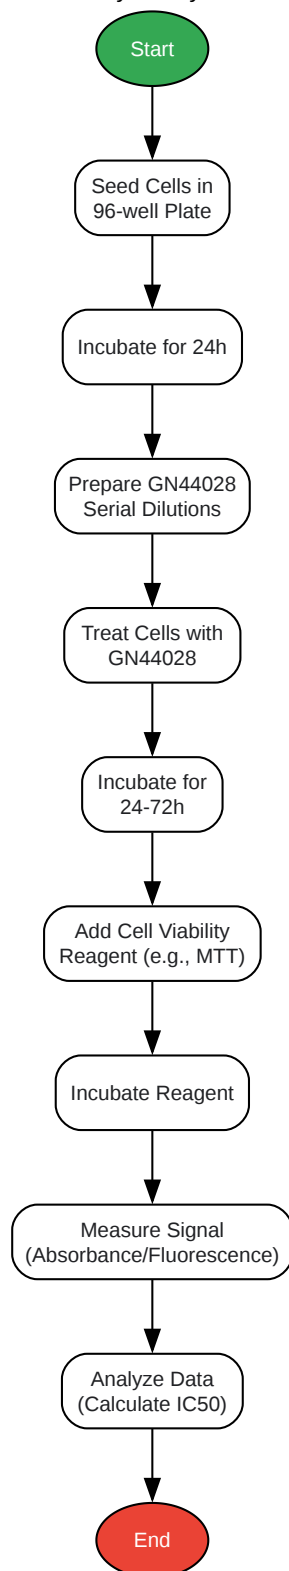 Start
Seed Cells in
96-well Plate
Incubate for 24h
Prepare GN44028
Serial Dilutions
Treat Cells with
GN44028
Incubate for
24-72h
Add Cell Viability
Reagent (e.g., MTT)
Incubate Reagent
Measure Signal
(Absorbance/Fluorescence)
Analyze Data
(Calculate IC50)
End